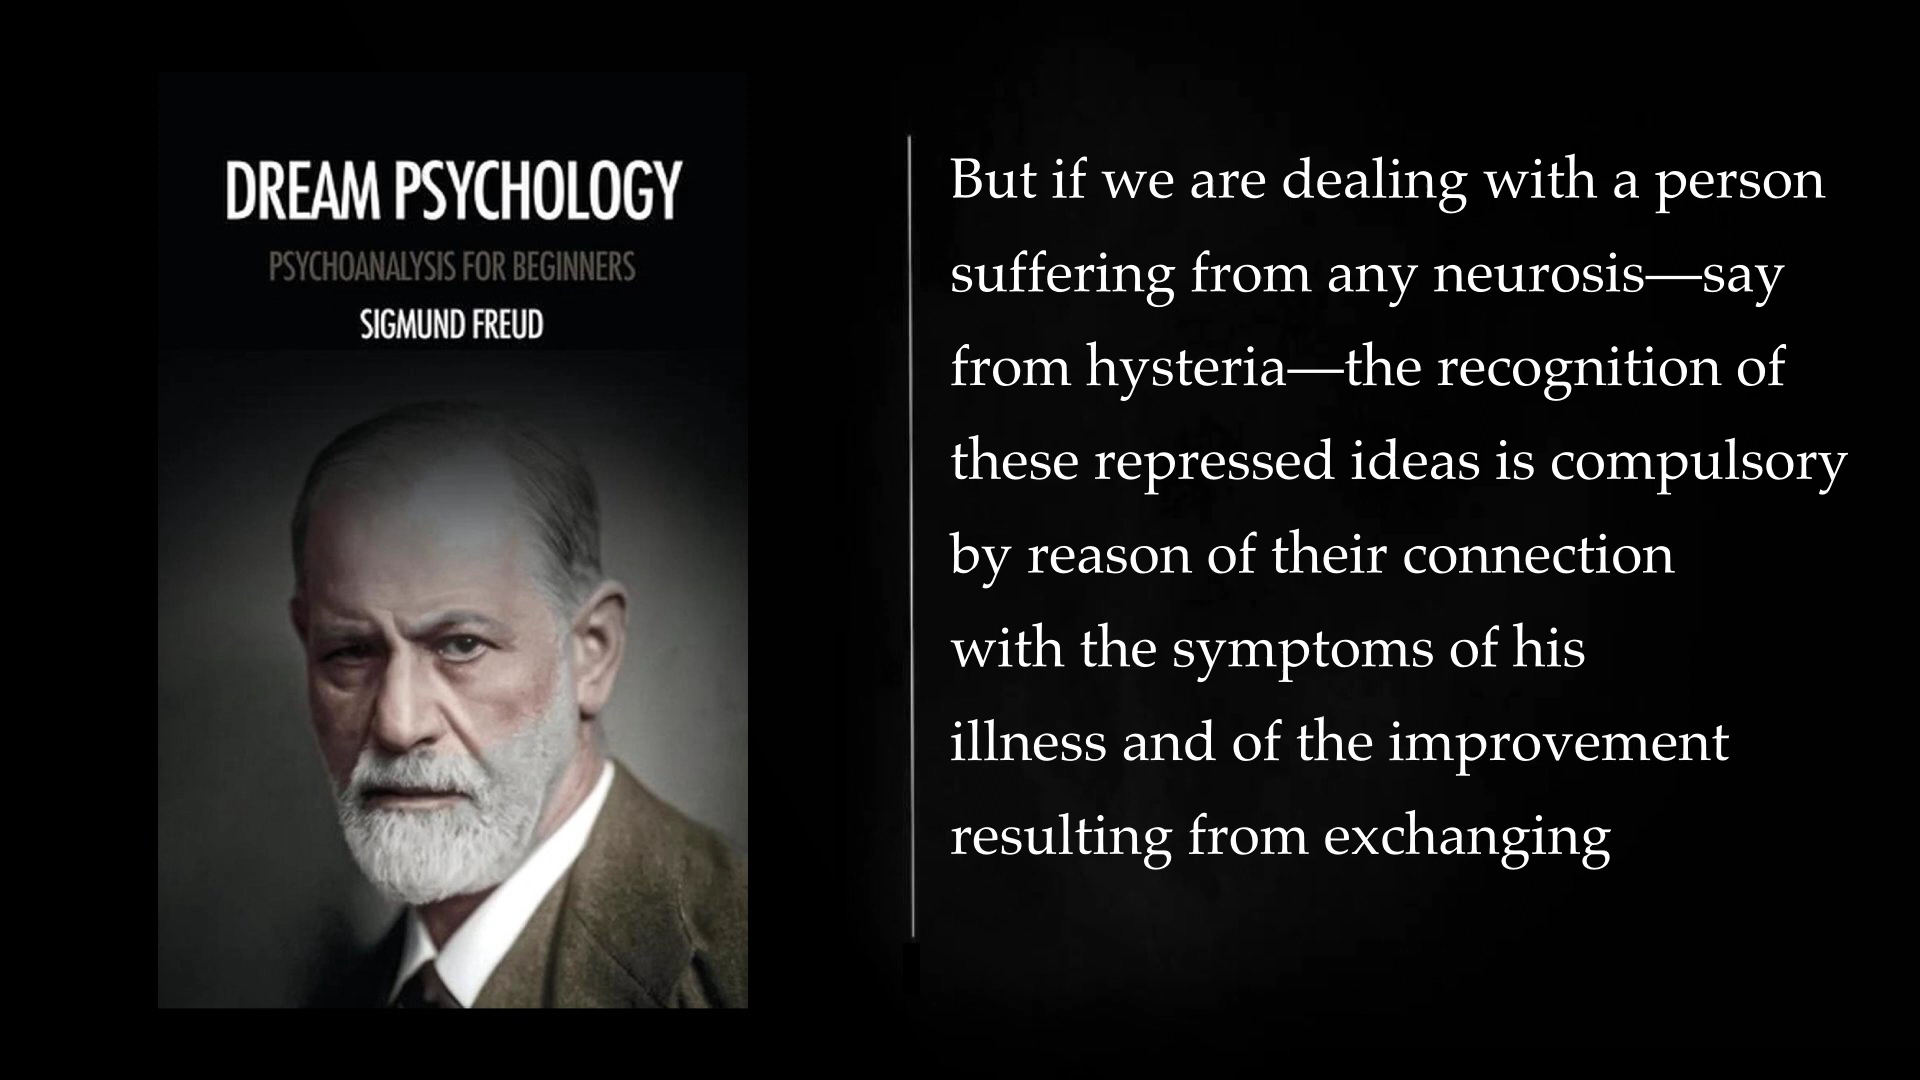 DREAM PSYCHOLOGY
PSYCHOANALYSIS FOR BEGINNERS
SIGMUND FREUD
But if we are dealing with a person
suffering from any neurosis—say
from hysteria—the recognition of
these repressed ideas is compulsory
by reason of their connection
with the symptoms of his
illness and of the improvement
resulting from exchanging